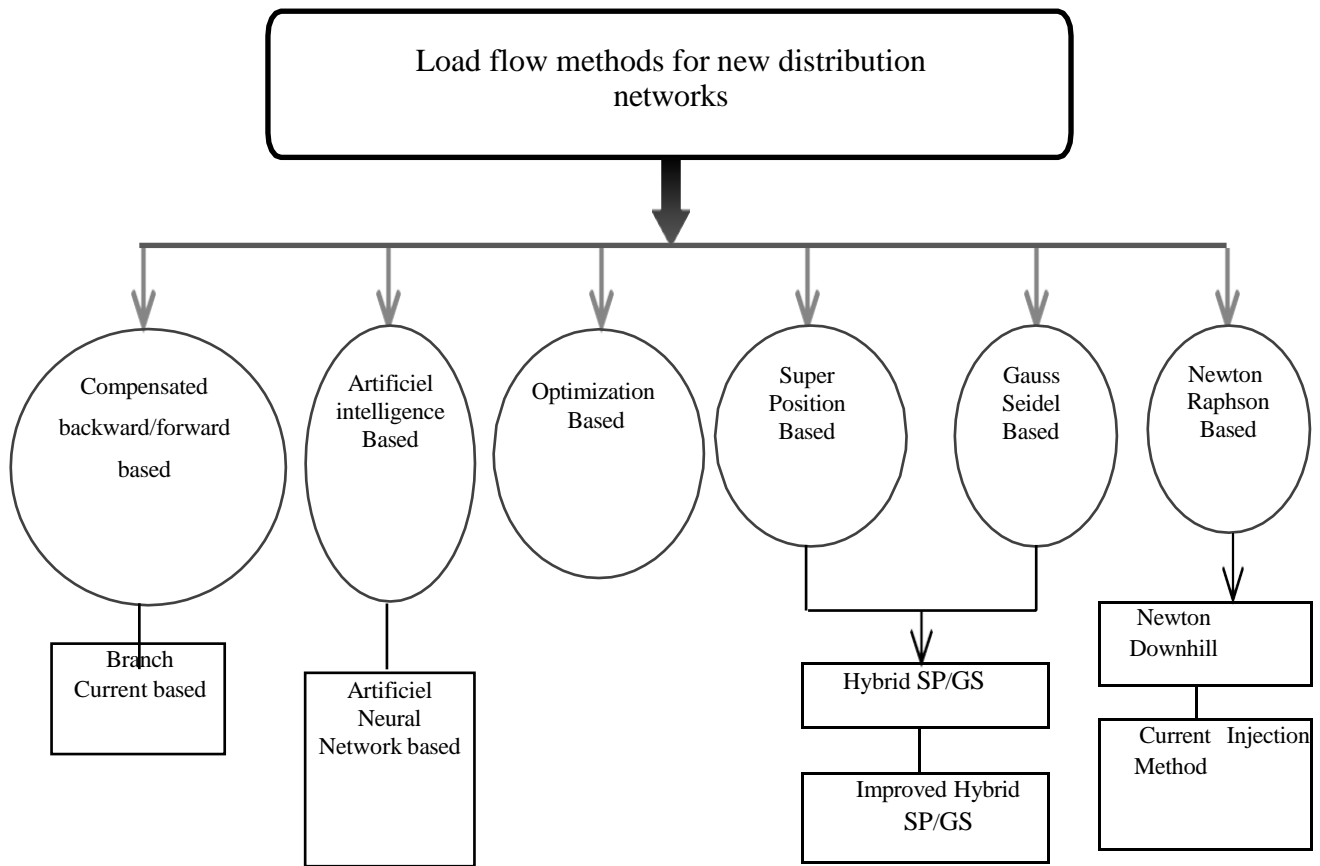 Load flow methods for new distribution
networks
Compensated
backward/forward
based
Artificiel
intelligence
Based
Optimization
Based
Super
Position
Based
Gauss
Seidel
Based
Newton
Raphson
Based
Branch
Current based
Artificiel
Neural
Network based
Hybrid SP/GS
Improved Hybrid
SP/GS
Newton
Downhill
Current Injection
Method